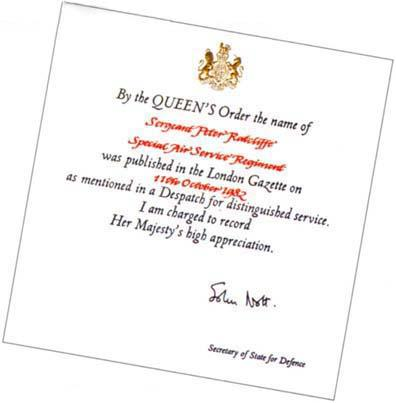 By the QUEEN'S Order the name of
Sergeant Peter Ratcliffe
Special Air Service Regiment
was published in the London Gazette on
11th October 1982
as mentioned in a Despatch for distinguished service.
I am charged to record
Her Majesty's high appreciation.
John Nott.
Secretary of State for Defence